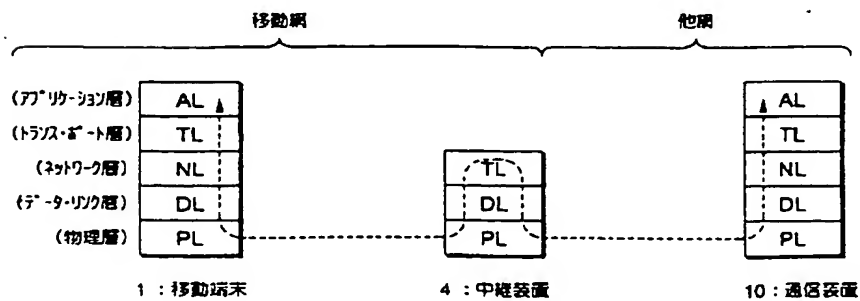 移動網 他網
(アプリケーション層) AL AL
(トランス・ポート層) TL TL
(ネットワーク層) NL TL NL
(データ・リンク層) DL DL DL
(物理層) PL PL PL
1:移動端末 4:中継装置 10:通信装置